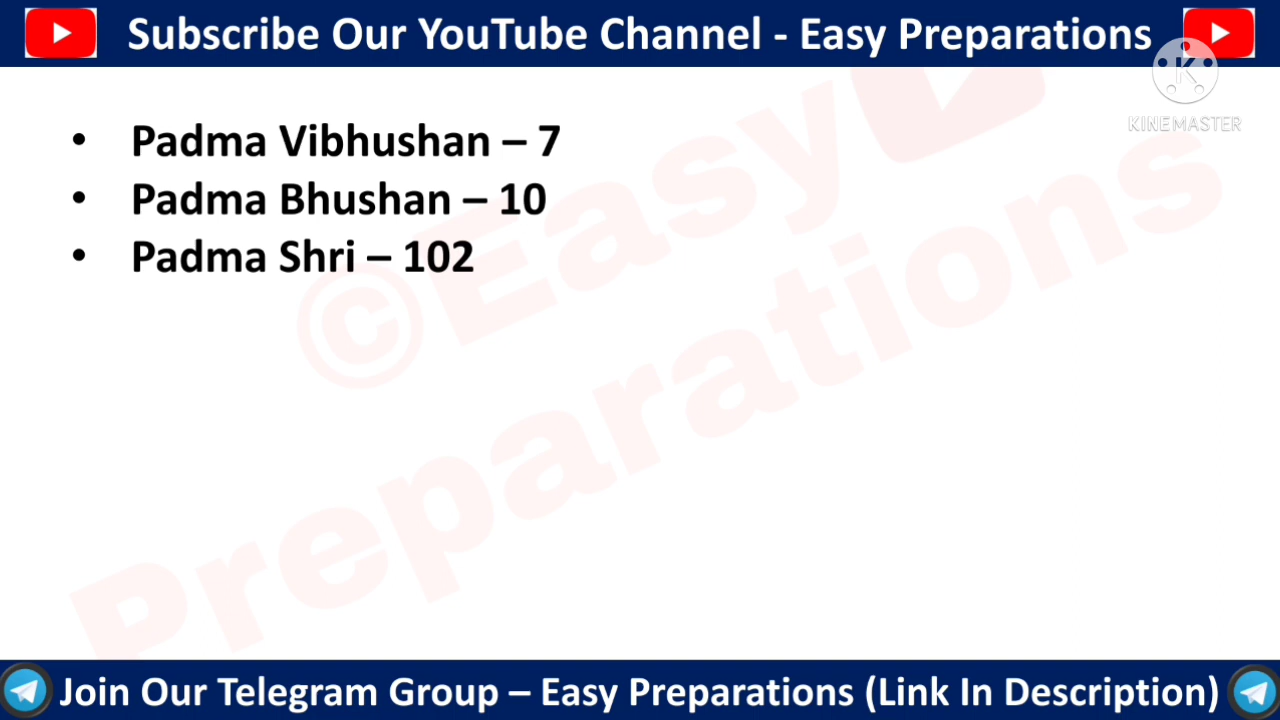 Subscribe Our YouTube Channel - Easy Preparations
KINEMASTER
• Padma Vibhushan – 7
• Padma Bhushan – 10
• Padma Shri – 102
©Easy
Preparations
Join Our Telegram Group – Easy Preparations (Link In Description)